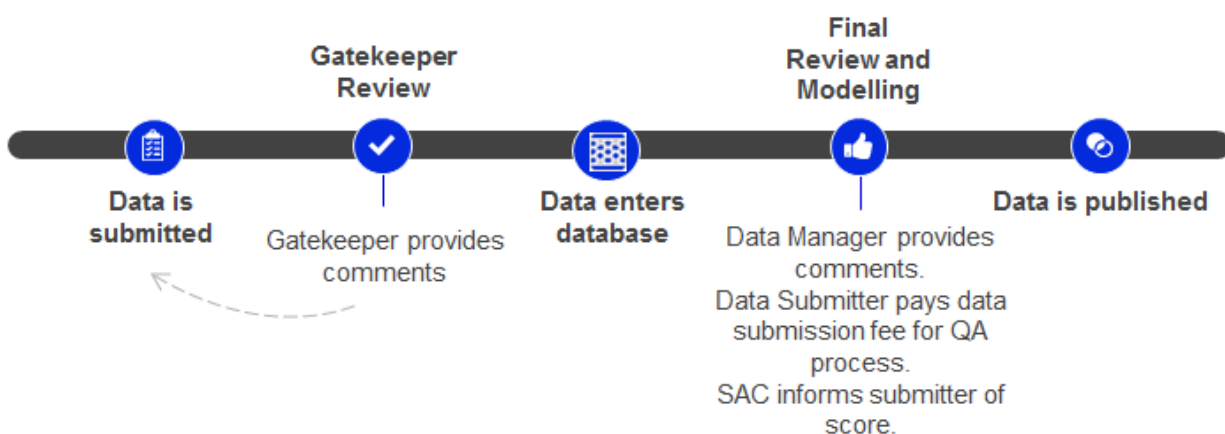 Data is
submitted
Gatekeeper
Review
Gatekeeper provides
comments
Data enters
database
Final
Review and
Modelling
Data Manager provides
comments.
Data Submitter pays data
submission fee for QA
process.
SAC informs submitter of
score.
Data is published